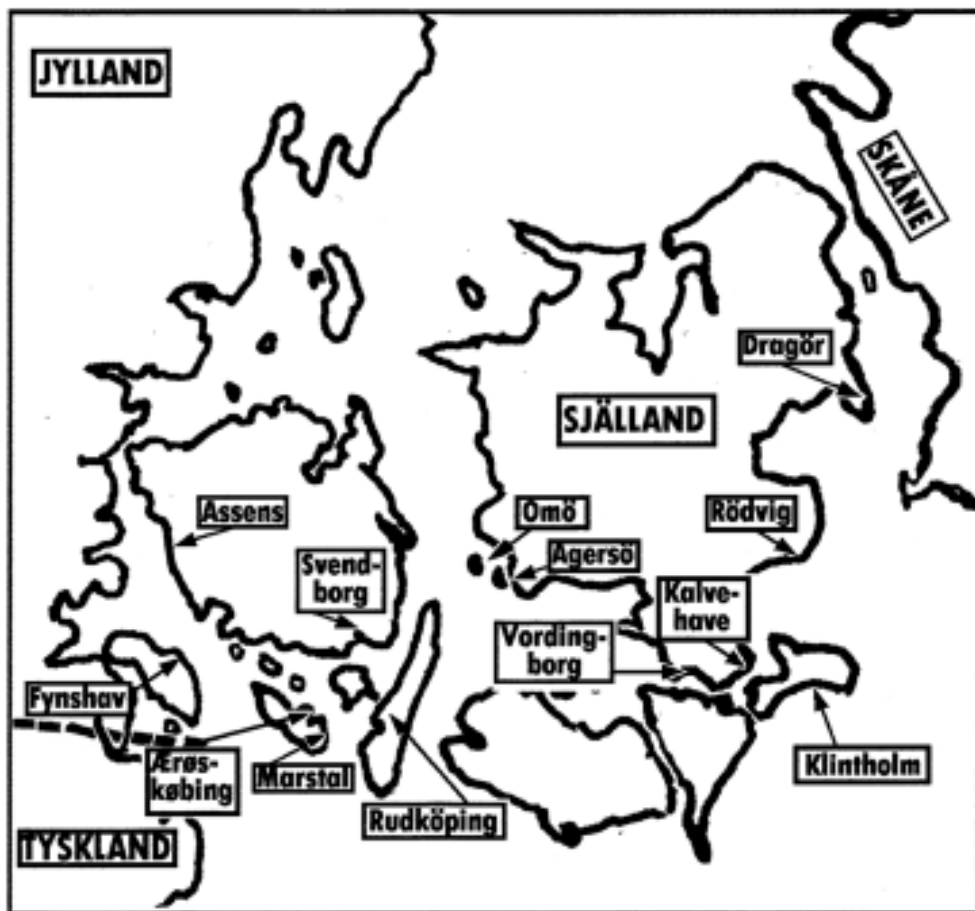 JYLLAND
SKÅNE
Dragör
SJÄLLAND
Assens
Omö
Rödvig
Agersö
Svend-
borg
Kalve-
have
Vording-
borg
Fynshav
Ærøs-
købing
Marstal
Klintholm
Rudköping
TYSKLAND